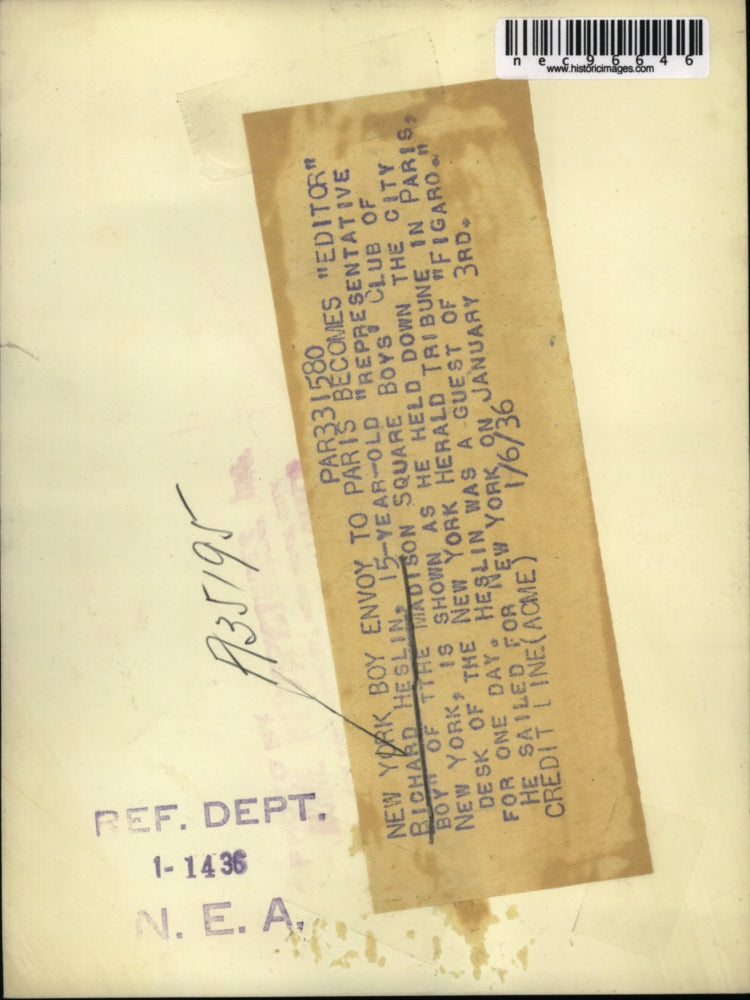 nec96646
www.historicimages.com
PAR331580
NEW YORK BOY ENVOY TO PARIS BECOMES "EDITOR"
RICHARD HESLIN, 15-YEAR-OLD "REPRESENTATIVE
BOY" OF TYHE MADISON SQUARE BOYS' CLUB OF
NEW YORK, IS SHOWN AS HE HELD DOWN THE CITY
DESK OF THE NEW YORK HERALD TRIBUNE IN PARIS,
FOR ONE DAY. HESLIN WAS A GUEST OF "FIGARO."
HE SAILED FOR NEW YORK ON JANUARY 3RD.
CREDIT LINE(ACME) 1/6/36
A35195
REF. DEPT.
1-1436
N. E. A.